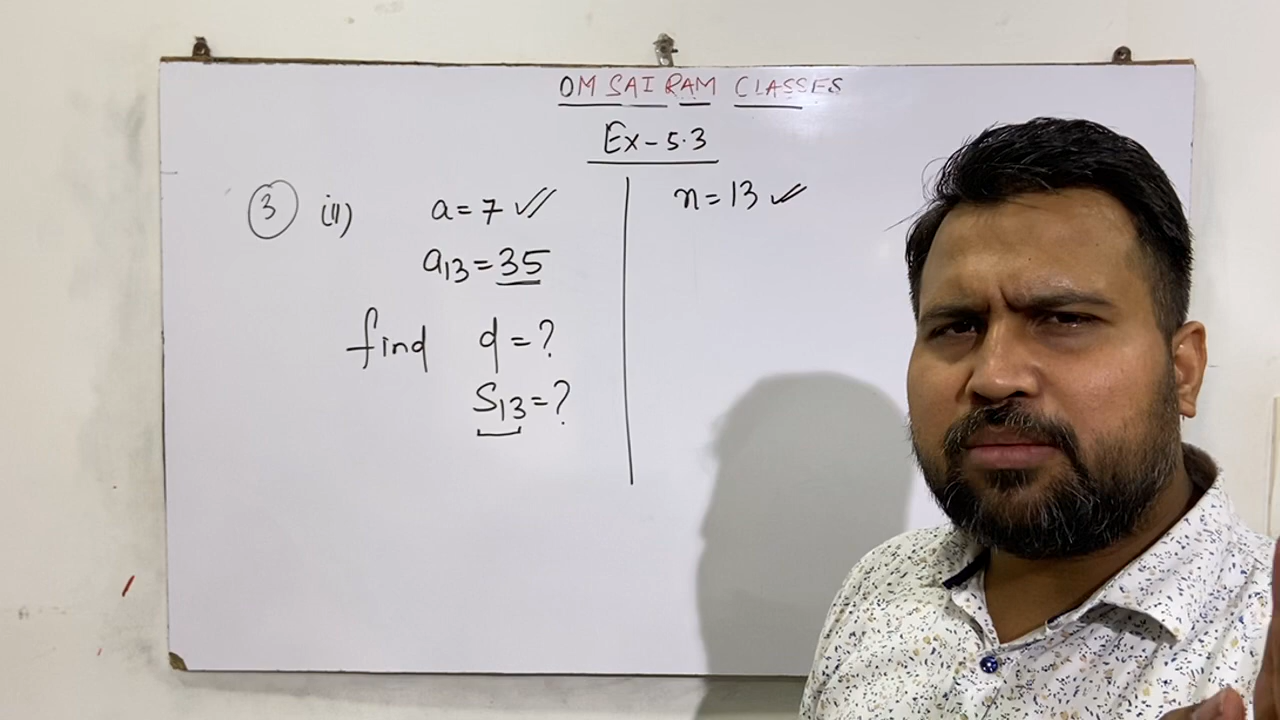 OM SAI RAM CLASSES
Ex-5.3
3 (ii) a=7 ✓
a13=35
find d=?
S13=?
n=13 ✓